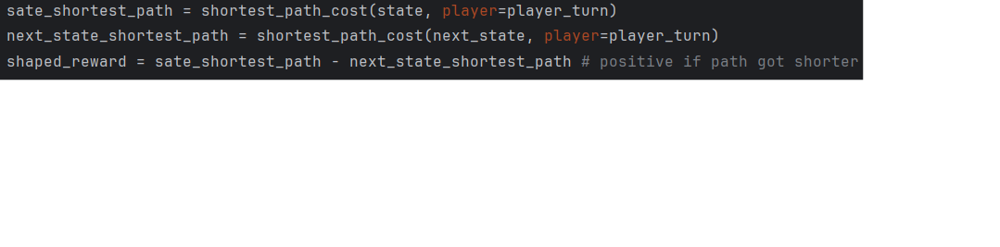 sate_shortest_path = shortest_path_cost(state, player=player_turn)
next_state_shortest_path = shortest_path_cost(next_state, player=player_turn)
shaped_reward = sate_shortest_path - next_state_shortest_path # positive if path got shorter